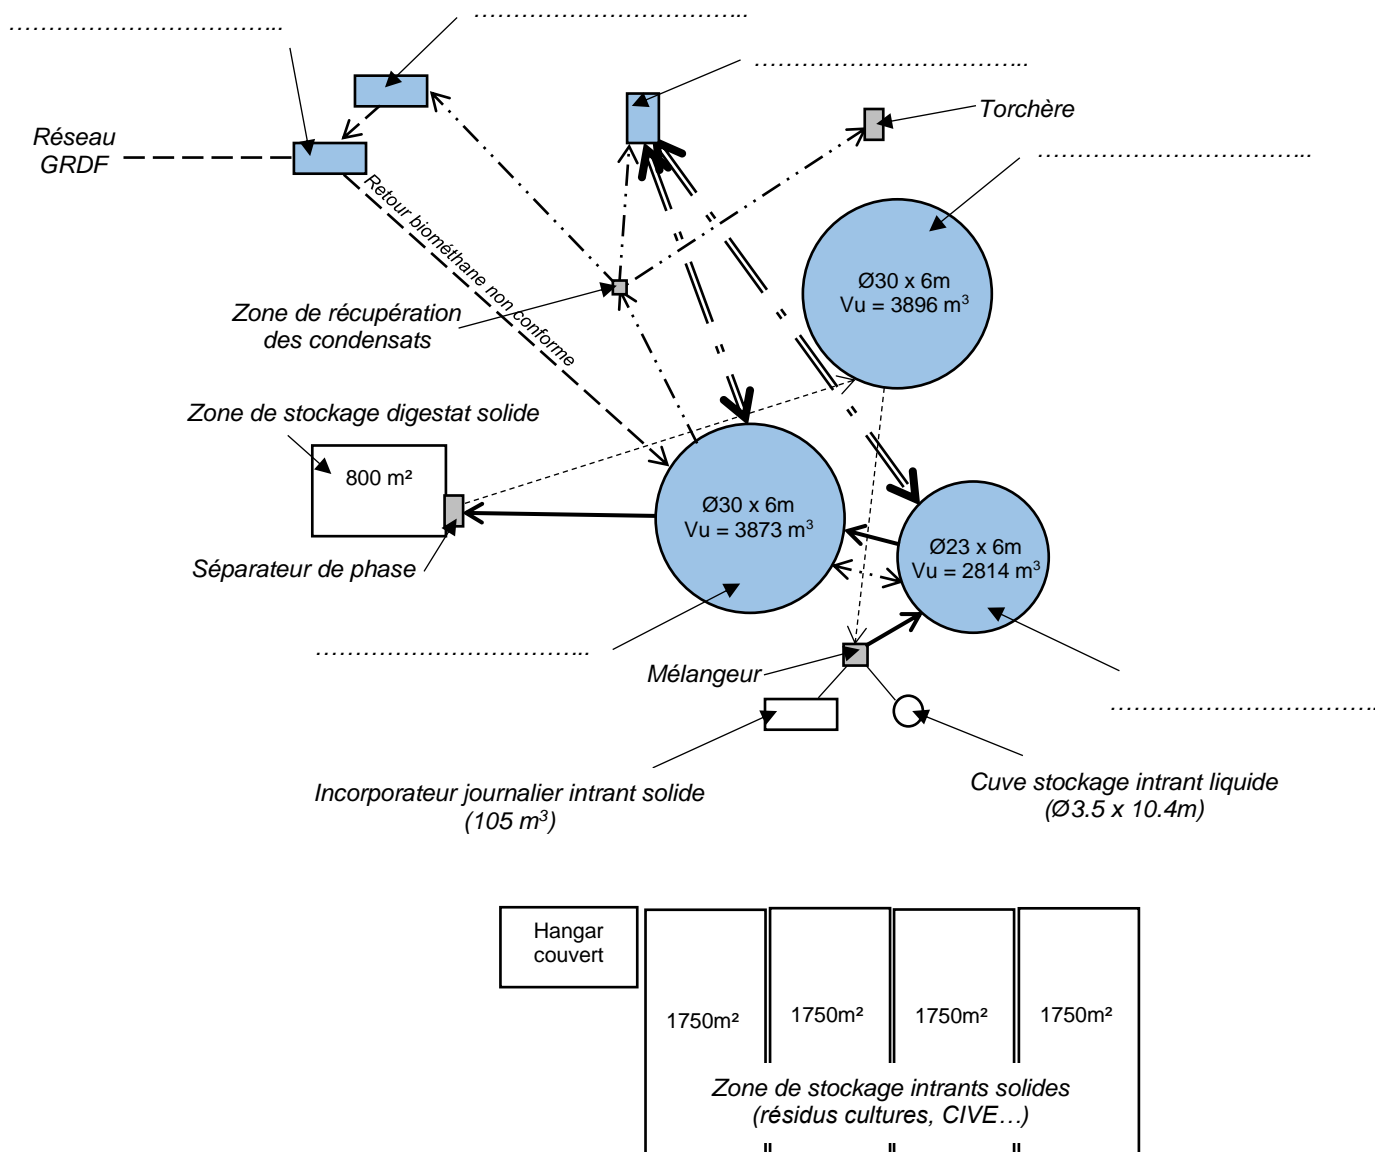 ……………………………..
……………………………..
……………………………..
Torchère
Réseau
GRDF
……………………………..
Retour biométhane non conforme
Ø30 x 6m
Vu = 3896 m³
Zone de récupération
des condensats
Zone de stockage digestat solide
800 m²
Ø30 x 6m
Vu = 3873 m³
Ø23 x 6m
Vu = 2814 m³
Séparateur de phase
……………………………..
Mélangeur
……………………………..
Incorporateur journalier intrant solide
(105 m³)
Cuve stockage intrant liquide
(Ø3.5 x 10.4m)
Hangar
couvert
1750m²
1750m²
1750m²
1750m²
Zone de stockage intrants solides
(résidus cultures, CIVE…)